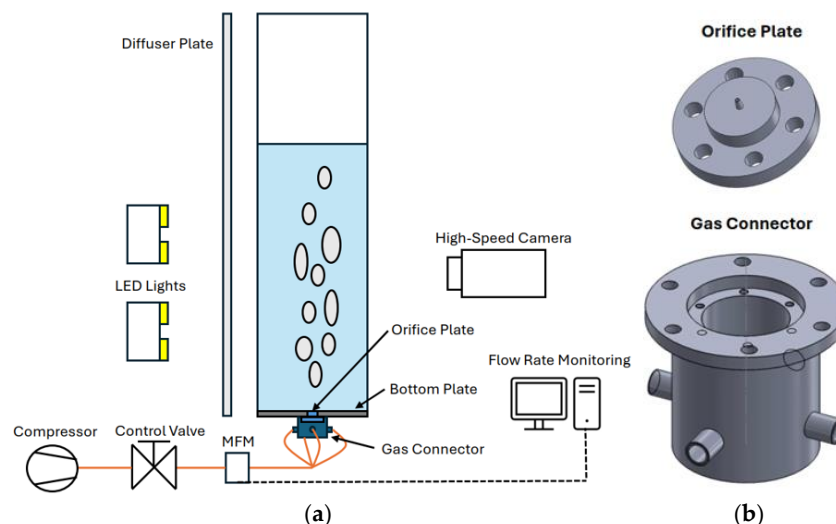 Diffuser Plate
Orifice Plate
Gas Connector
High-Speed Camera
LED Lights
Orifice Plate
Flow Rate Monitoring
Bottom Plate
Compressor
Control Valve
MFM
Gas Connector
(a)
(b)